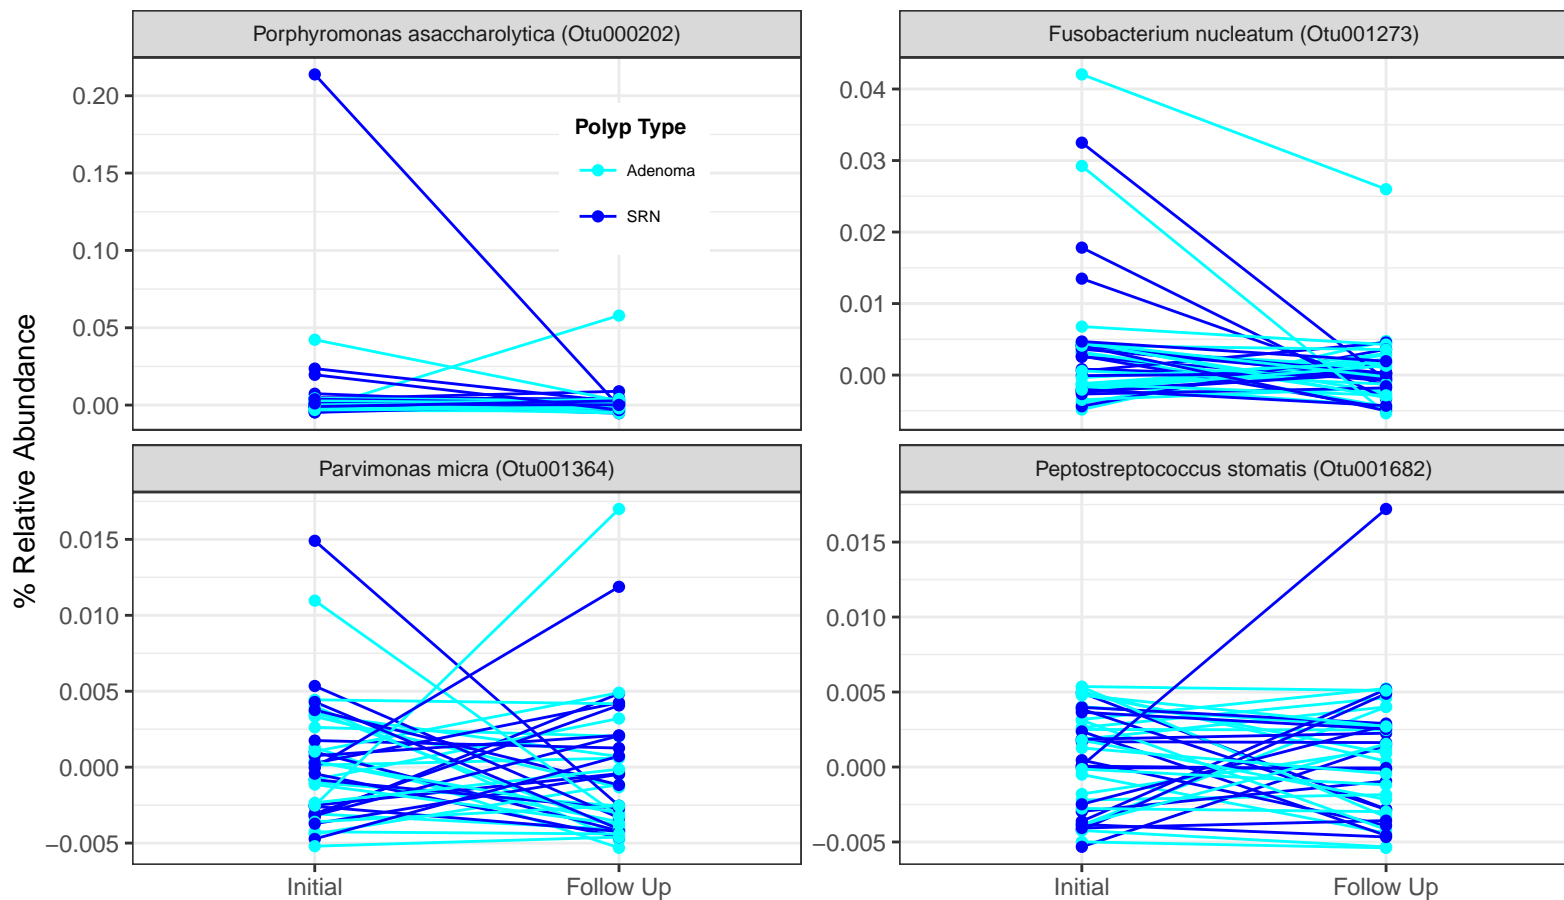 Porphyromonas asaccharolytica (Otu000202)
Fusobacterium nucleatum (Otu001273)
0.20
0.15
0.10
0.05
0.00
Polyp Type
Adenoma
SRN
0.04
0.03
0.02
0.01
0.00
% Relative Abundance
Parvimonas micra (Otu001364)
Peptostreptococcus stomatis (Otu001682)
0.015
0.010
0.005
0.000
−0.005
0.015
0.010
0.005
0.000
−0.005
Initial
Follow Up
Initial
Follow Up